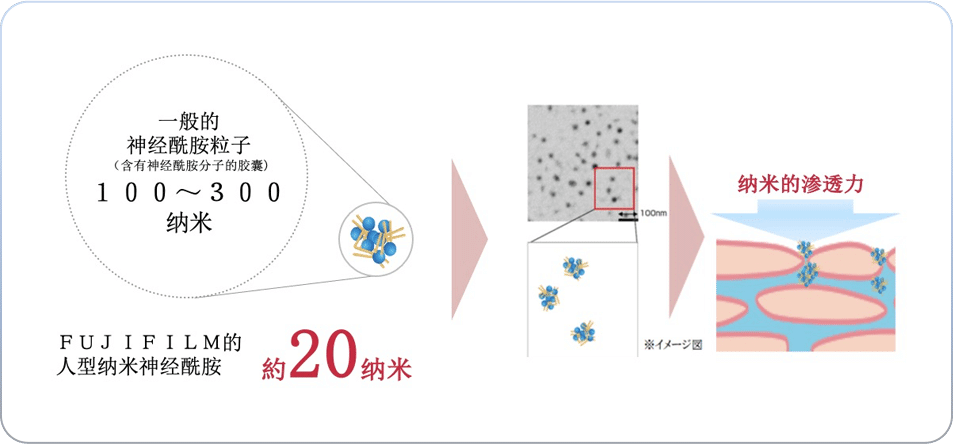 一般的
神经酰胺粒子
（含有神经酰胺分子的胶囊）
１００～３００
纳米
ＦＵＪＩＦＩＬＭ的
人型纳米神经酰胺
約20纳米
100nm
※イメージ図
纳米的渗透力